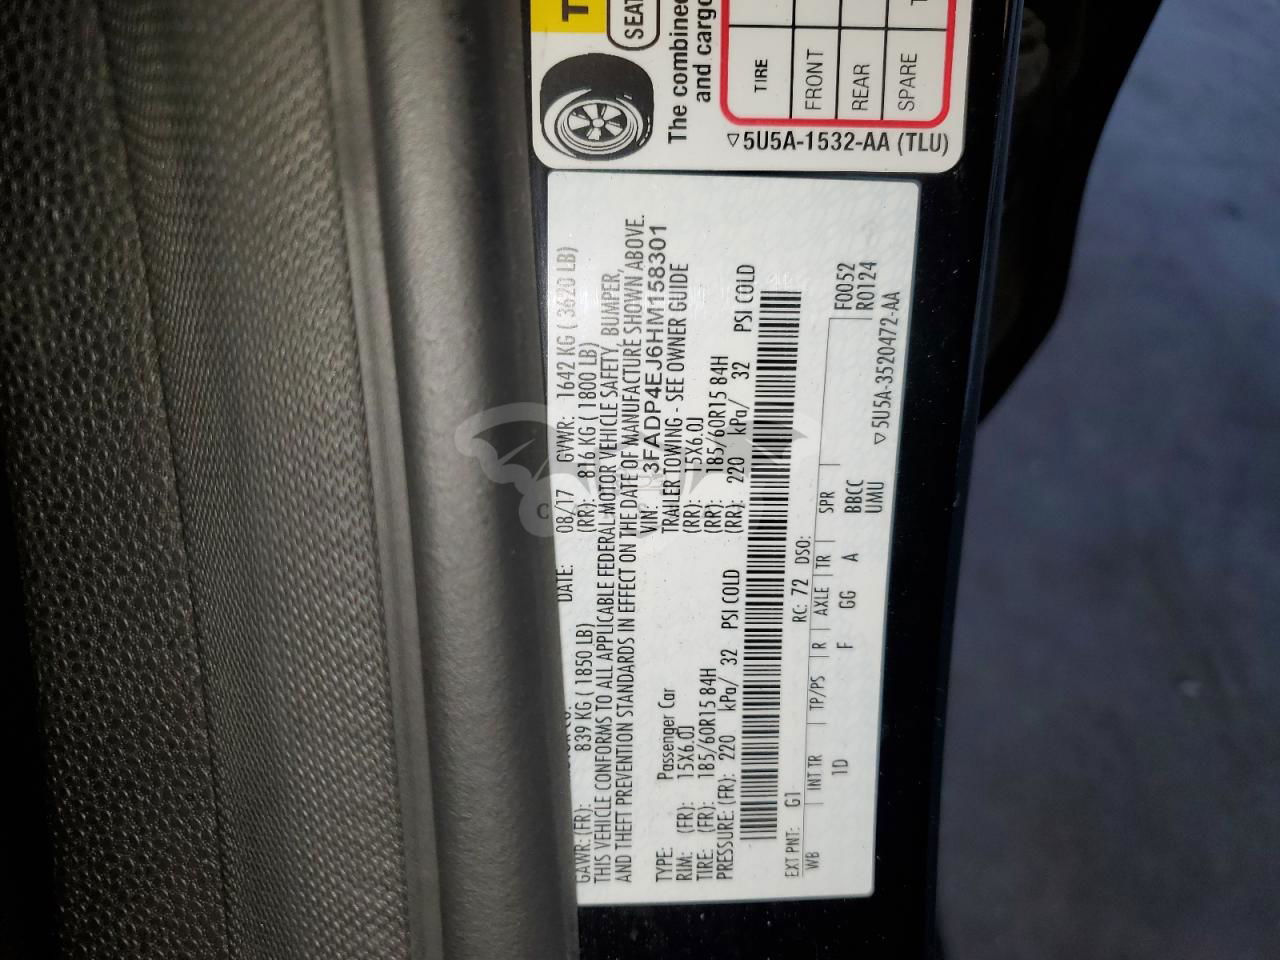 T
SEAT
The combined
and cargo
TIRE
FRONT
REAR
SPARE
▽5U5A-1532-AA (TLU)
DATE: 08/17 GVWR: 1642 KG ( 3620 LB)
GAWR: (FR): 839 KG ( 1850 LB) (RR): 816 KG ( 1800 LB)
THIS VEHICLE CONFORMS TO ALL APPLICABLE FEDERAL MOTOR VEHICLE SAFETY, BUMPER,
AND THEFT PREVENTION STANDARDS IN EFFECT ON THE DATE OF MANUFACTURE SHOWN ABOVE.
VIN: 3FADP4EJ6HM158301
TYPE: Passenger Car TRAILER TOWING - SEE OWNER GUIDE
RIM: (FR): 15X6.0J (RR): 15X6.0J
TIRE: (FR): 185/60R15 84H (RR): 185/60R15 84H
PRESSURE: (FR): 220 kPa/ 32 PSI COLD (RR): 220 kPa/ 32 PSI COLD
EXT PNT: G1 RC: 72 DSO:
WB INT TR TP/PS R AXLE TR SPR F0052
1D F GG A BBCC R0124
UMU
▽5U5A-3520472-AA